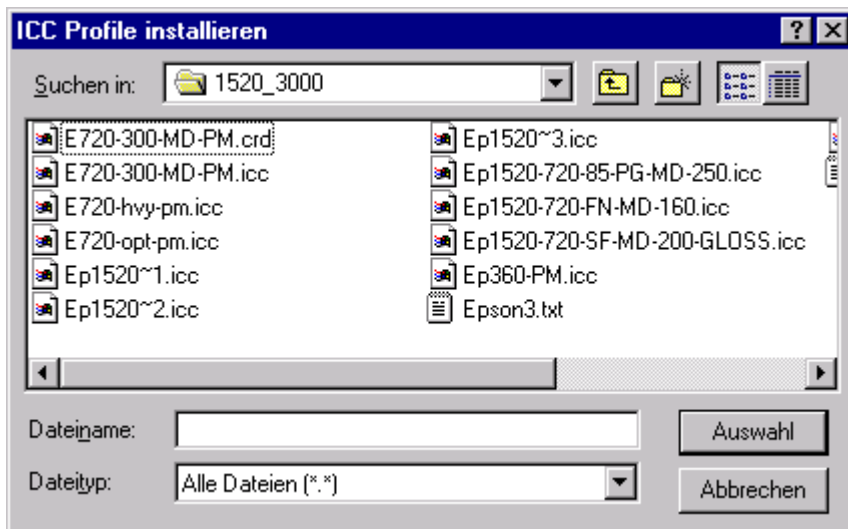 ICC Profile installieren
Suchen in: 1520_3000
E720-300-MD-PM.crd
E720-300-MD-PM.icc
E720-hvy-pm.icc
E720-opt-pm.icc
Ep1520~1.icc
Ep1520~2.icc
Ep1520~3.icc
Ep1520-720-85-PG-MD-250.icc
Ep1520-720-FN-MD-160.icc
Ep1520-720-SF-MD-200-GLOSS.icc
Ep360-PM.icc
Epson3.txt
Dateiname: Auswahl
Dateityp: Alle Dateien (*.*) Abbrechen